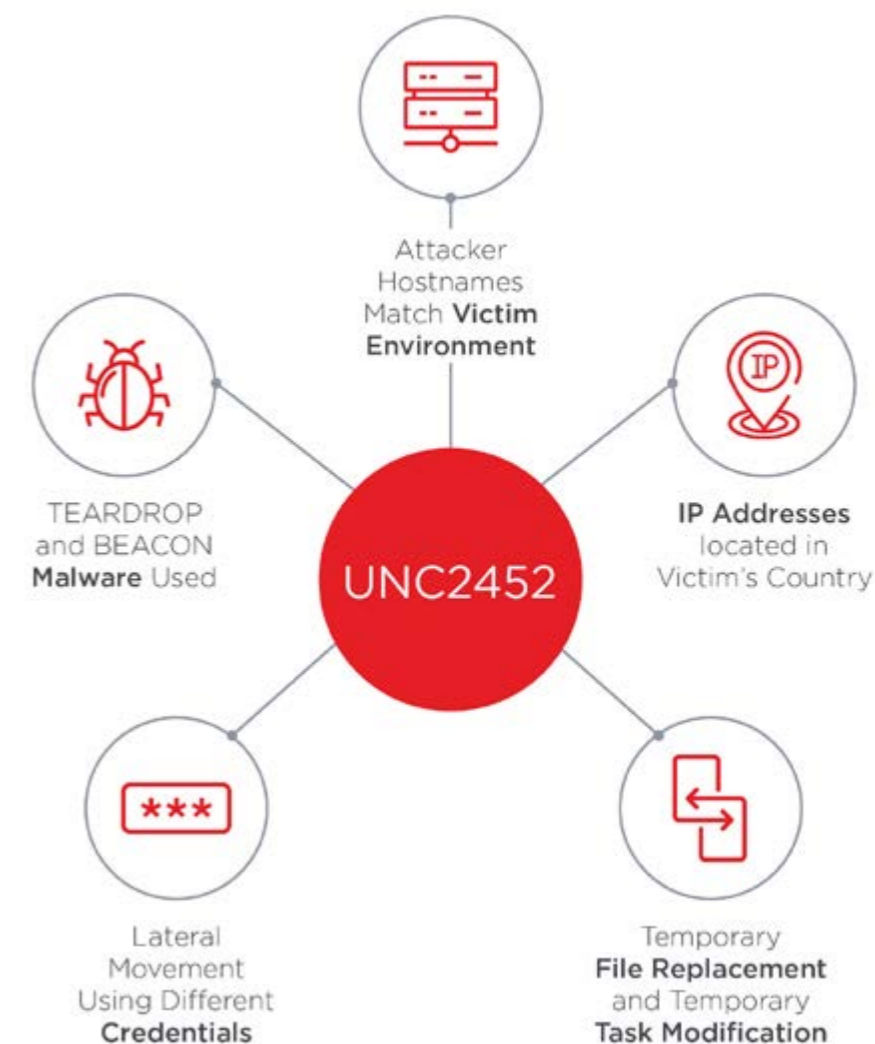 Attacker
Hostnames
Match Victim
Environment
TEARDROP
and BEACON
Malware Used
IP
IP Addresses
located in
Victim's Country
UNC2452
***
Lateral
Movement
Using Different
Credentials
Temporary
File Replacement
and Temporary
Task Modification